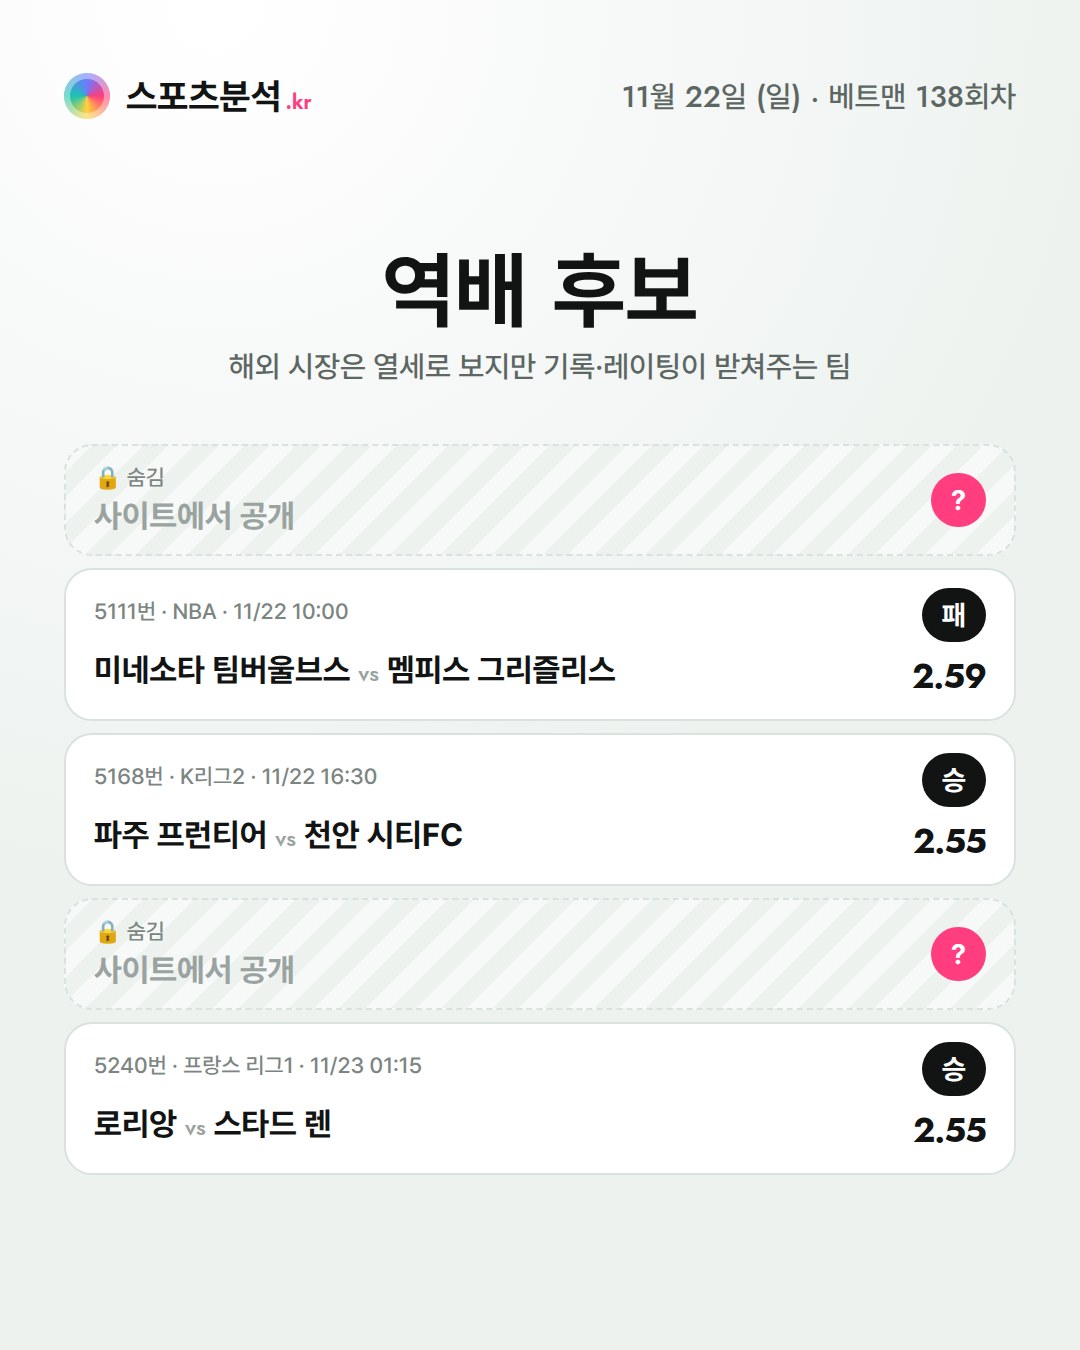 스포츠분석.kr
11월 22일 (일) · 베트맨 138회차
역배 후보
해외 시장은 열세로 보지만 기록·레이팅이 받쳐주는 팀
🔒 숨김
사이트에서 공개
?
5111번 · NBA · 11/22 10:00
패
미네소타 팀버울브스 vs 멤피스 그리즐리스
2.59
5168번 · K리그2 · 11/22 16:30
승
파주 프런티어 vs 천안 시티FC
2.55
🔒 숨김
사이트에서 공개
?
5240번 · 프랑스 리그1 · 11/23 01:15
승
로리앙 vs 스타드 렌
2.55